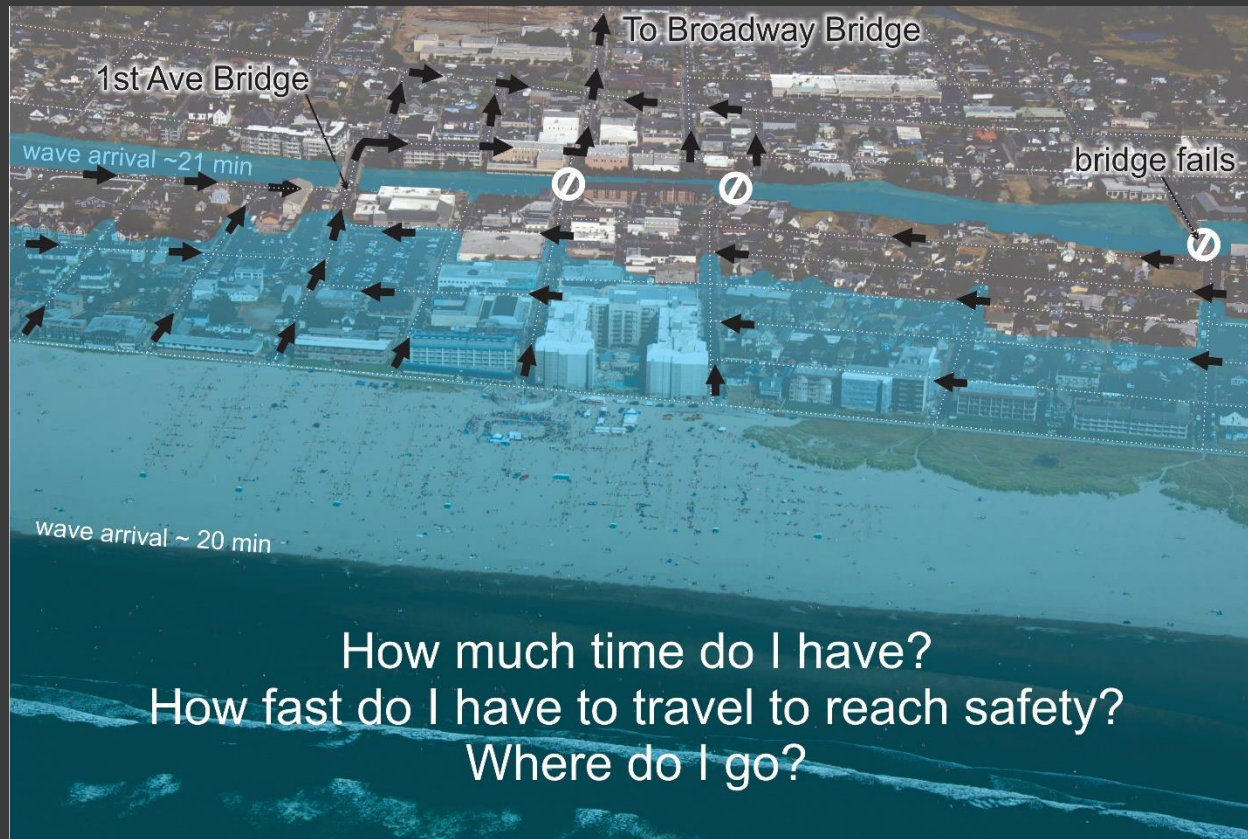 To Broadway Bridge
1st Ave Bridge
wave arrival ~21 min
bridge fails
wave arrival ~ 20 min
How much time do I have?
How fast do I have to travel to reach safety?
Where do I go?